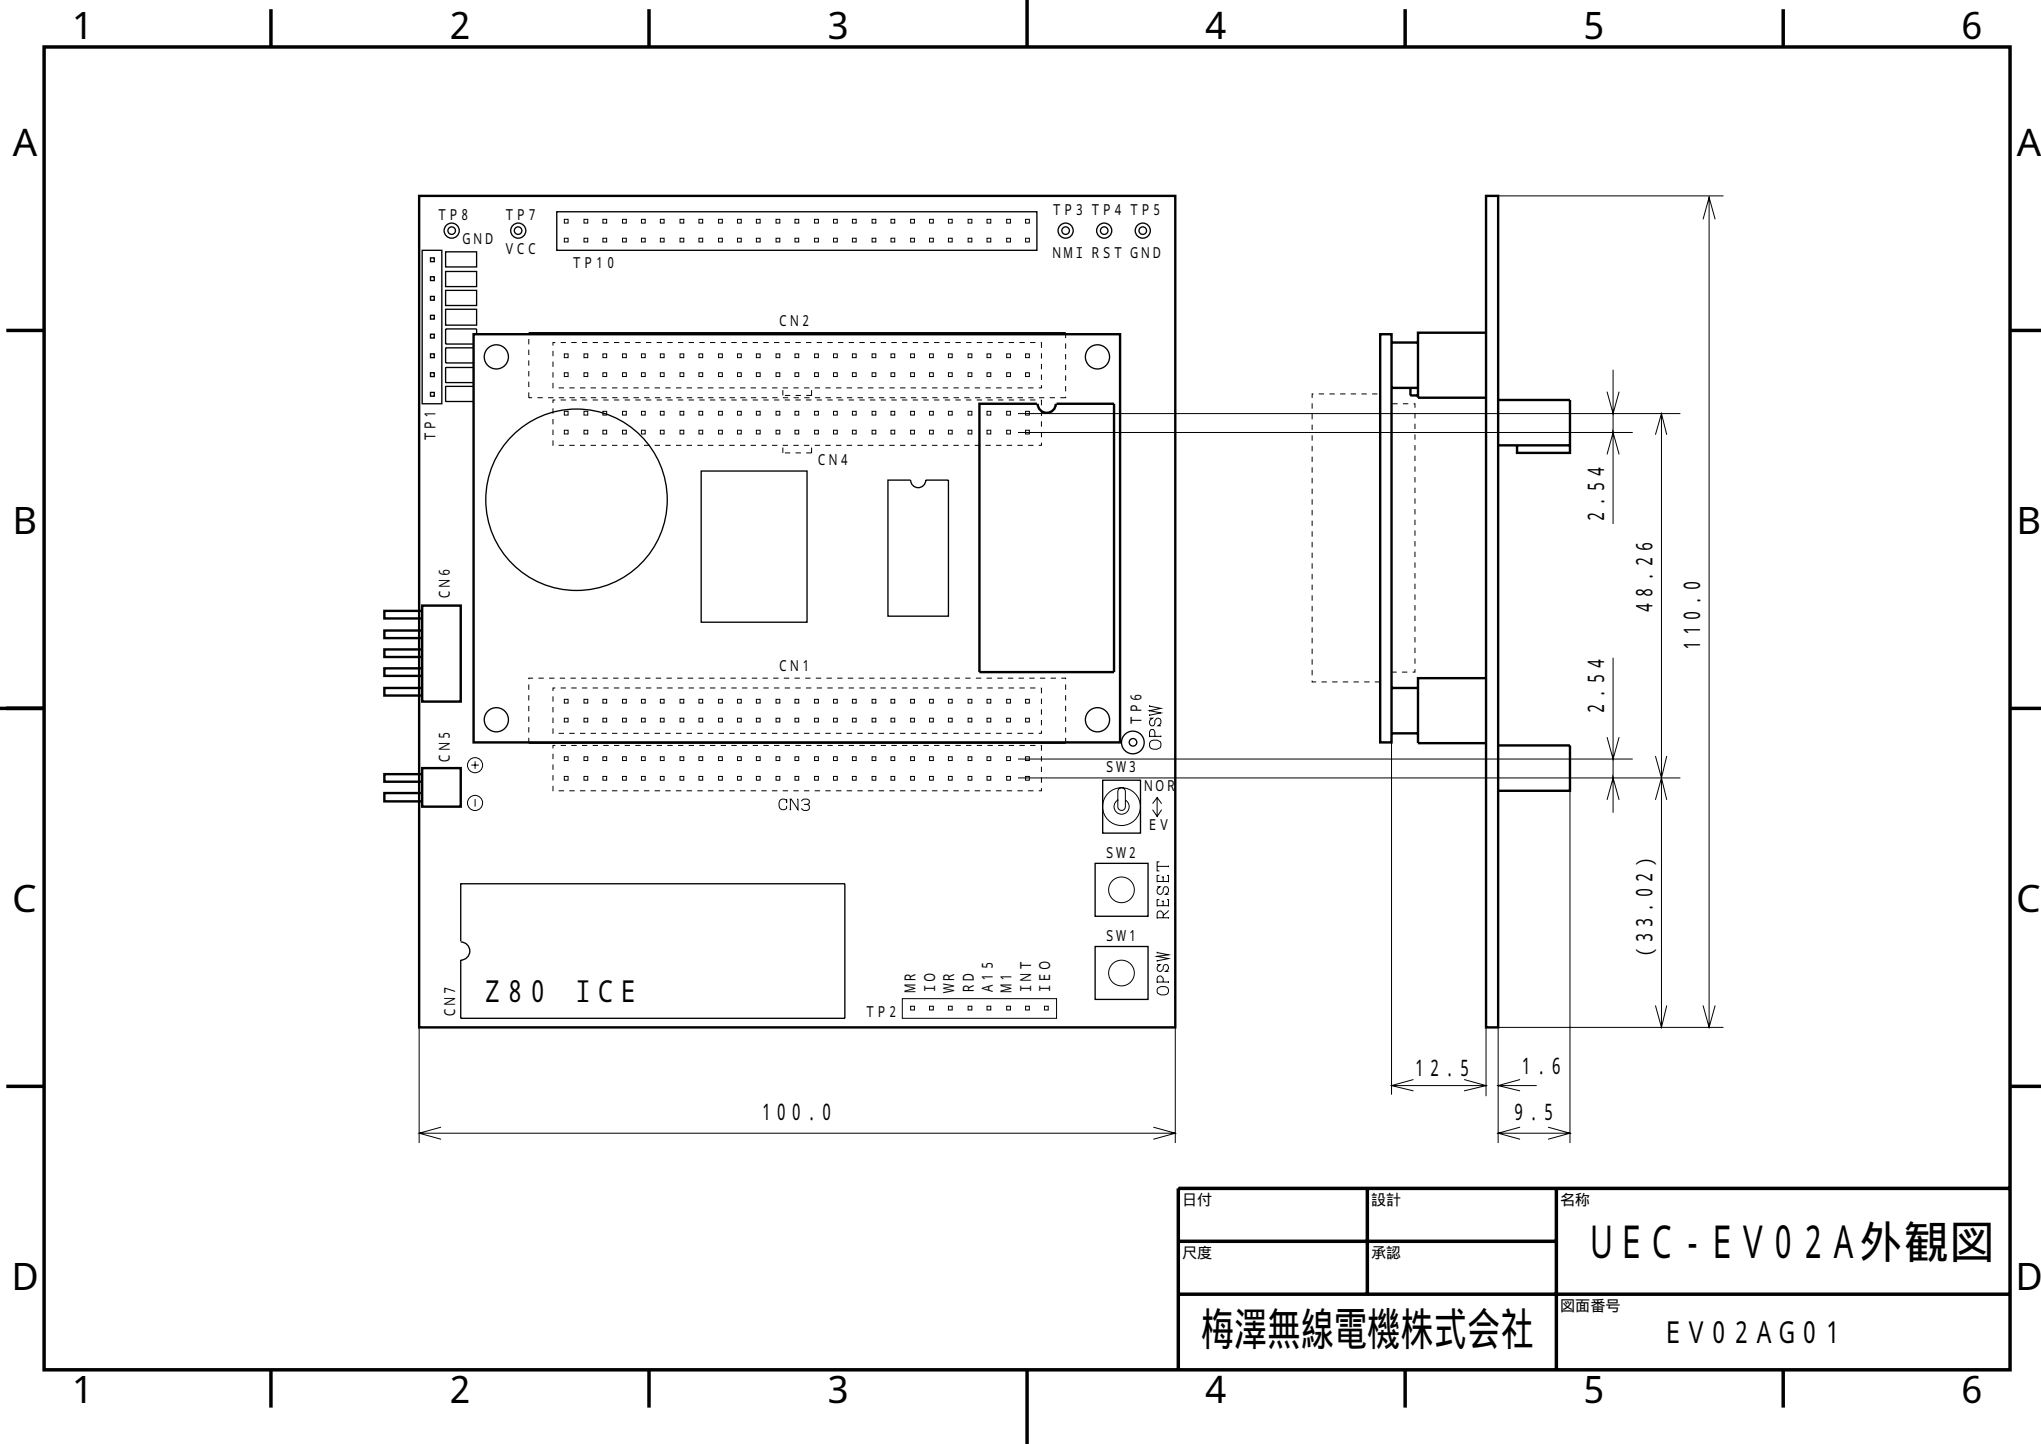 1 2 3 4 5 6
A A
TP8 TP7 TP3 TP4 TP5
GND VCC NMI RST GND
TP10
CN2
B B
TP1
CN4
2.54
CN6
48.26
110.0
CN1
2.54
TP6
OPSW
CN5
+
SW3
NOR
-
CN3
EV
SW2
RESET
(33.02)
C C
SW1
OPSW
MR IO WR RD A15 M1 INT IEO
CN7
Z80 ICE
TP2
12.5 1.6
100.0 9.5
日付 設計 名称
UEC-EV02A外観図
尺度 承認
D D
図面番号
梅澤無線電機株式会社 EV02AG01
1 2 3 4 5 6